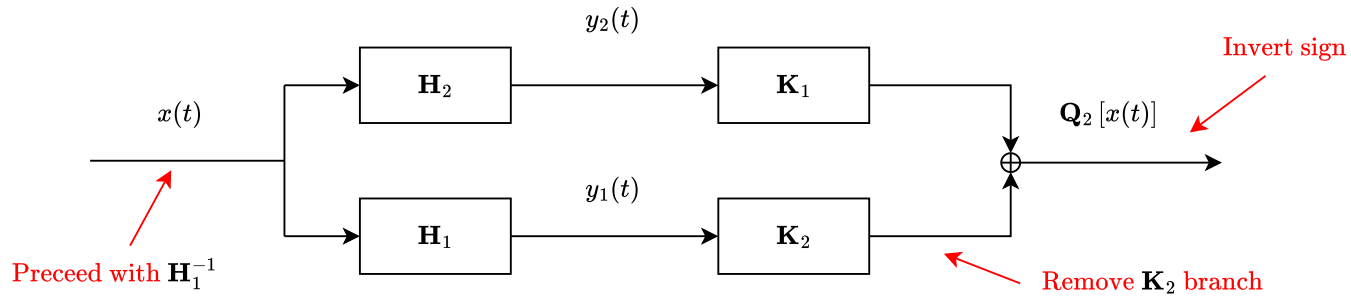 y₂(t)
Invert sign
H₂
K₁
x(t)
Q₂ [x(t)]
y₁(t)
H₁
K₂
Preceed with H₁⁻¹
Remove K₂ branch